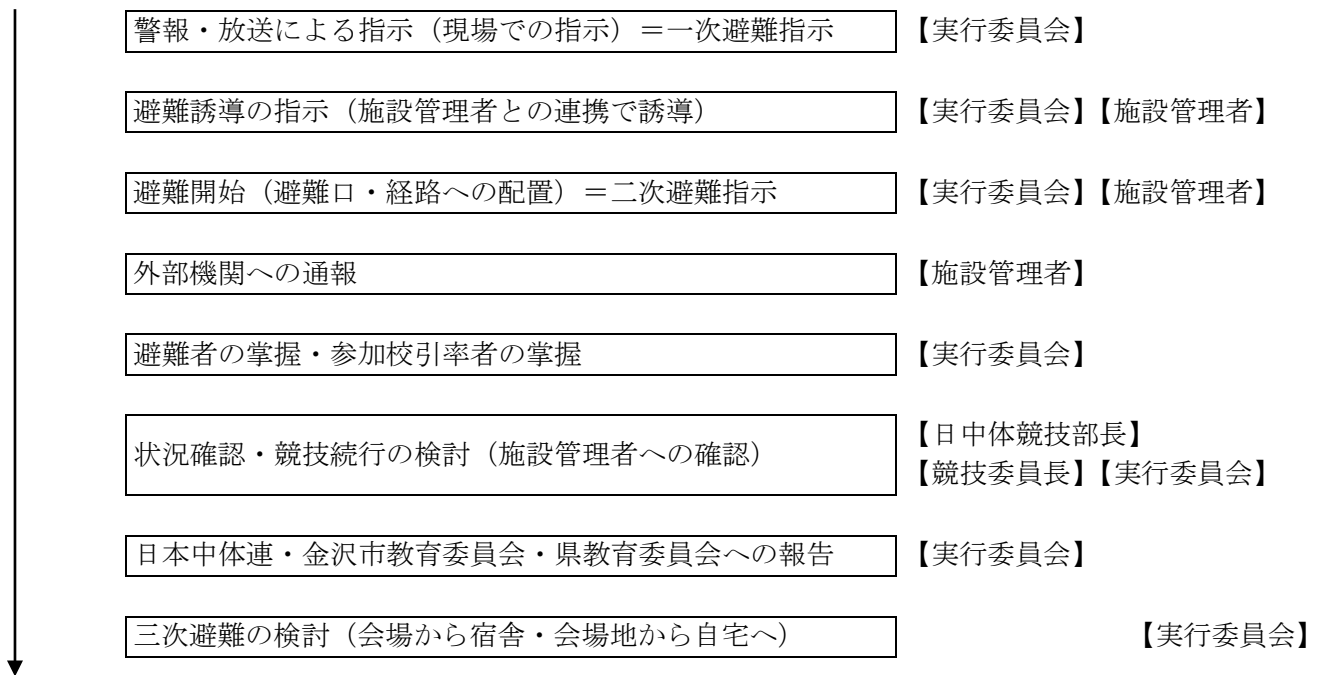 警報・放送による指示（現場での指示）＝一次避難指示 【実行委員会】
避難誘導の指示（施設管理者との連携で誘導） 【実行委員会】【施設管理者】
避難開始（避難口・経路への配置）＝二次避難指示 【実行委員会】【施設管理者】
外部機関への通報 【施設管理者】
避難者の掌握・参加校引率者の掌握 【実行委員会】
状況確認・競技続行の検討（施設管理者への確認）
【日中体競技部長】
【競技委員長】【実行委員会】
日本中体連・金沢市教育委員会・県教育委員会への報告 【実行委員会】
三次避難の検討（会場から宿舎・会場地から自宅へ） 【実行委員会】